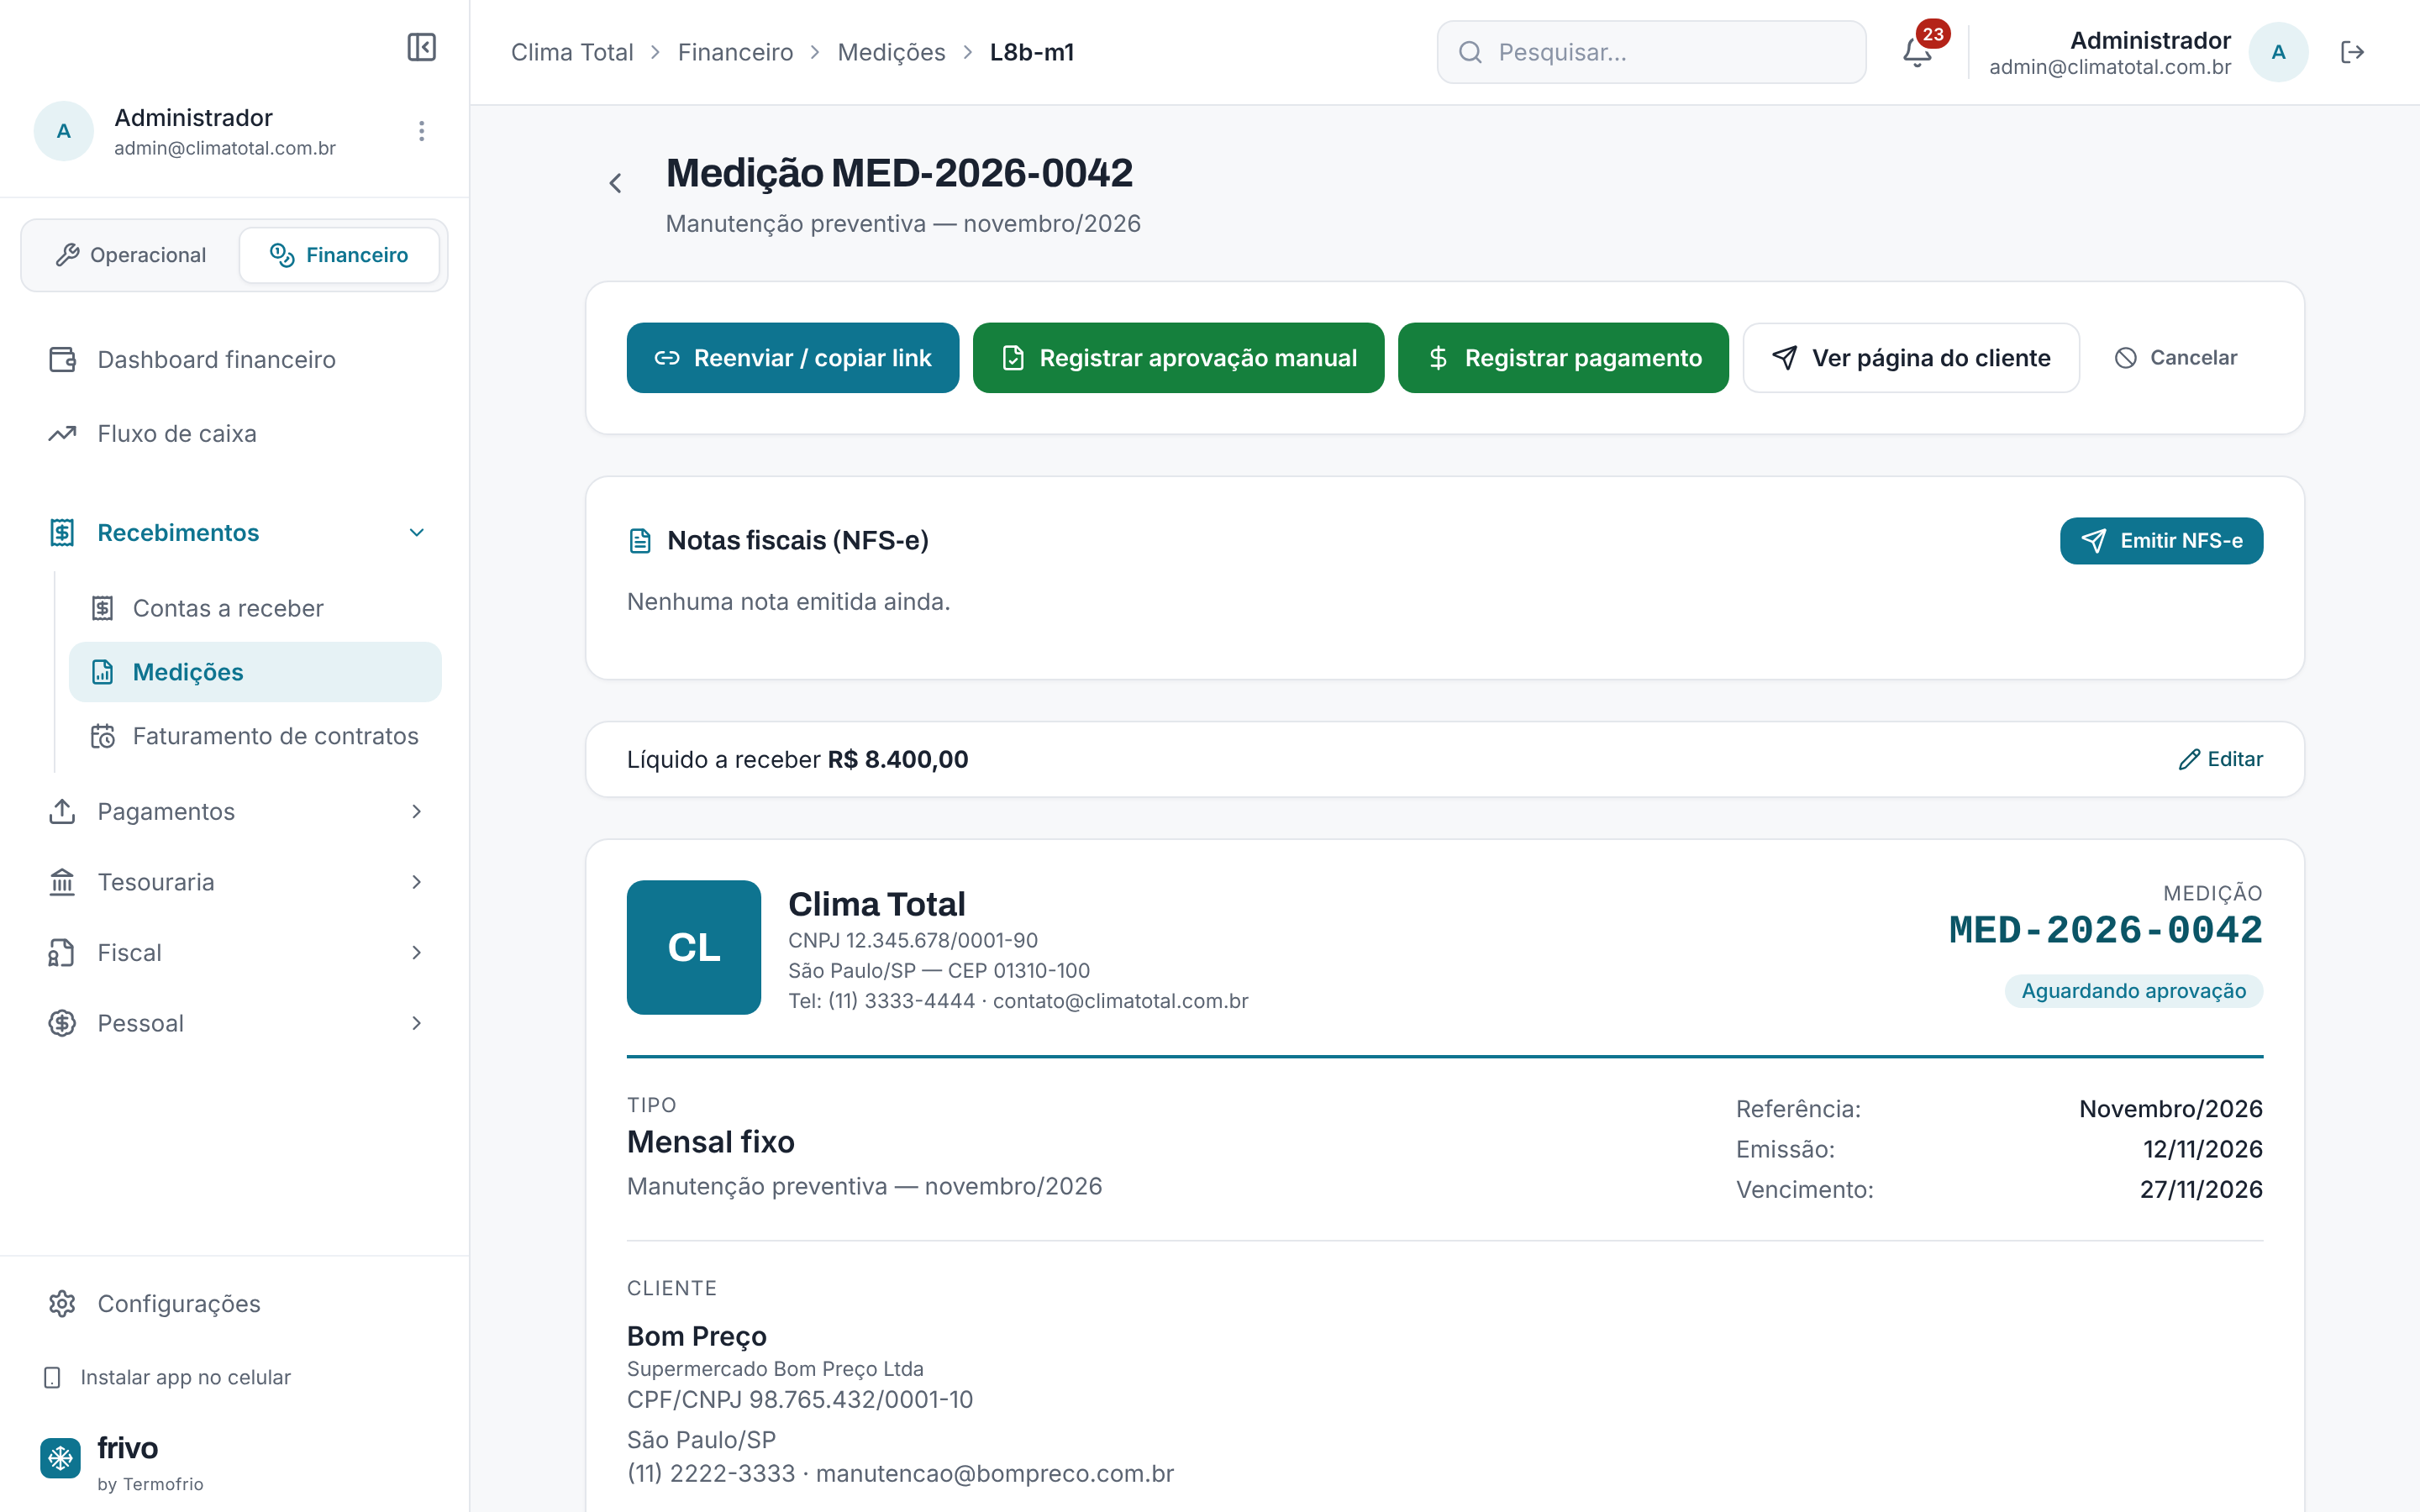 A
Administrador
admin@climatotal.com.br
Operacional
Financeiro
Dashboard financeiro
Fluxo de caixa
Recebimentos
Contas a receber
Medições
Faturamento de contratos
Pagamentos
Tesouraria
Fiscal
Pessoal
Configurações
Instalar app no celular
frivo
by Termofrio
Clima Total > Financeiro > Medições > L8b-m1
Pesquisar...
23
Administrador
admin@climatotal.com.br
A
Medição MED-2026-0042
Manutenção preventiva — novembro/2026
Reenviar / copiar link
Registrar aprovação manual
Registrar pagamento
Ver página do cliente
Cancelar
Notas fiscais (NFS-e)
Emitir NFS-e
Nenhuma nota emitida ainda.
Líquido a receber R$ 8.400,00
Editar
CL
Clima Total
CNPJ 12.345.678/0001-90
São Paulo/SP — CEP 01310-100
Tel: (11) 3333-4444 · contato@climatotal.com.br
MEDIÇÃO
MED-2026-0042
Aguardando aprovação
TIPO
Mensal fixo
Manutenção preventiva — novembro/2026
Referência: Novembro/2026
Emissão: 12/11/2026
Vencimento: 27/11/2026
CLIENTE
Bom Preço
Supermercado Bom Preço Ltda
CPF/CNPJ 98.765.432/0001-10
São Paulo/SP
(11) 2222-3333 · manutencao@bompreco.com.br